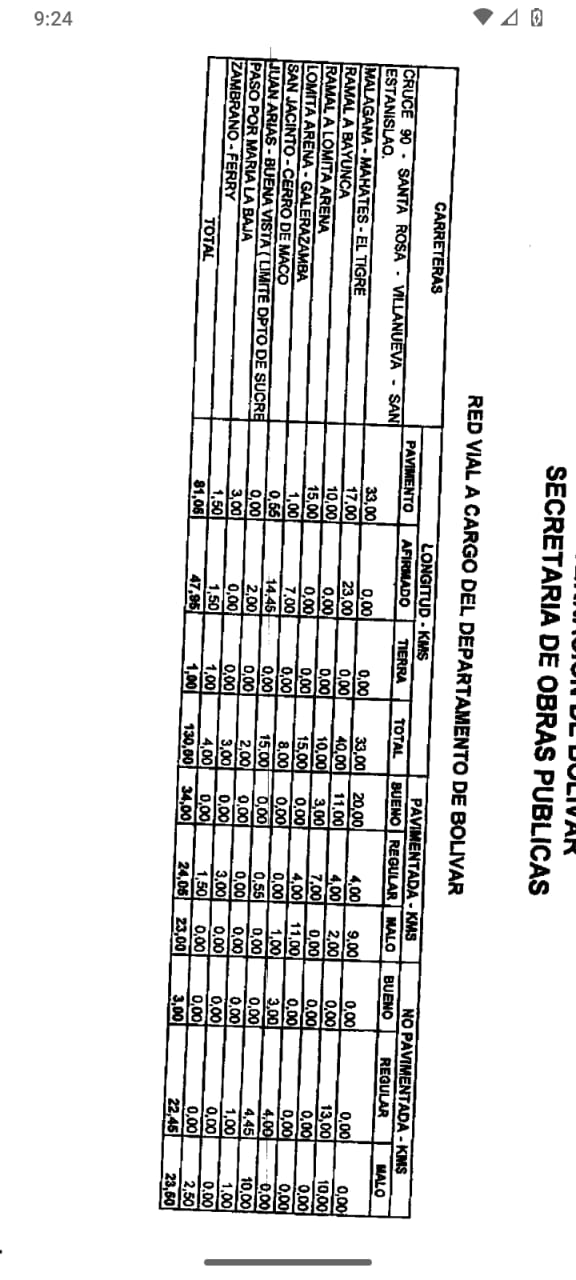 9:24
SECRETARIA DE OBRAS PUBLICAS
RED VIAL A CARGO DEL DEPARTAMENTO DE BOLIVAR
CARRETERAS LONGITUD - KMS PAVIMENTADA - KMS NO PAVIMENTADA - KMS
PAVIMENTO AFIRMADO TIERRA TOTAL BUENO REGULAR MALO BUENO REGULAR MALO
CRUCE 90 - SANTA ROSA - VILLANUEVA - SAN
ESTANISLAO. 33,00 0,00 0,00 33,00 20,00 4,00 9,00 0,00 0,00 0,00
MALAGANA - MAHATES - EL TIGRE 17,00 23,00 0,00 40,00 11,00 4,00 2,00 0,00 13,00 10,00
RAMAL A BAYUNCA 10,00 0,00 0,00 10,00 3,00 7,00 0,00 0,00 0,00 0,00
RAMAL A LOMITA ARENA 15,00 0,00 0,00 15,00 0,00 4,00 11,00 0,00 0,00 0,00
LOMITA ARENA - GALERAZAMBA 1,00 7,00 0,00 8,00 0,00 0,00 1,00 3,00 4,00 0,00
SAN JACINTO - CERRO DE MACO 0,55 14,45 0,00 15,00 0,00 0,55 0,00 0,00 4,45 10,00
JUAN ARIAS - BUENA VISTA ( LIMITE DPTO DE SUCRE 0,00 2,00 0,00 2,00 0,00 0,00 0,00 0,00 1,00 1,00
PASO POR MARIA LA BAJA 3,00 0,00 0,00 3,00 0,00 3,00 0,00 0,00 0,00 0,00
ZAMBRANO - FERRY 1,50 1,50 1,00 4,00 0,00 1,50 0,00 0,00 0,00 2,50
TOTAL 81,05 47,95 1,00 130,00 34,00 24,05 23,00 3,00 22,45 23,50